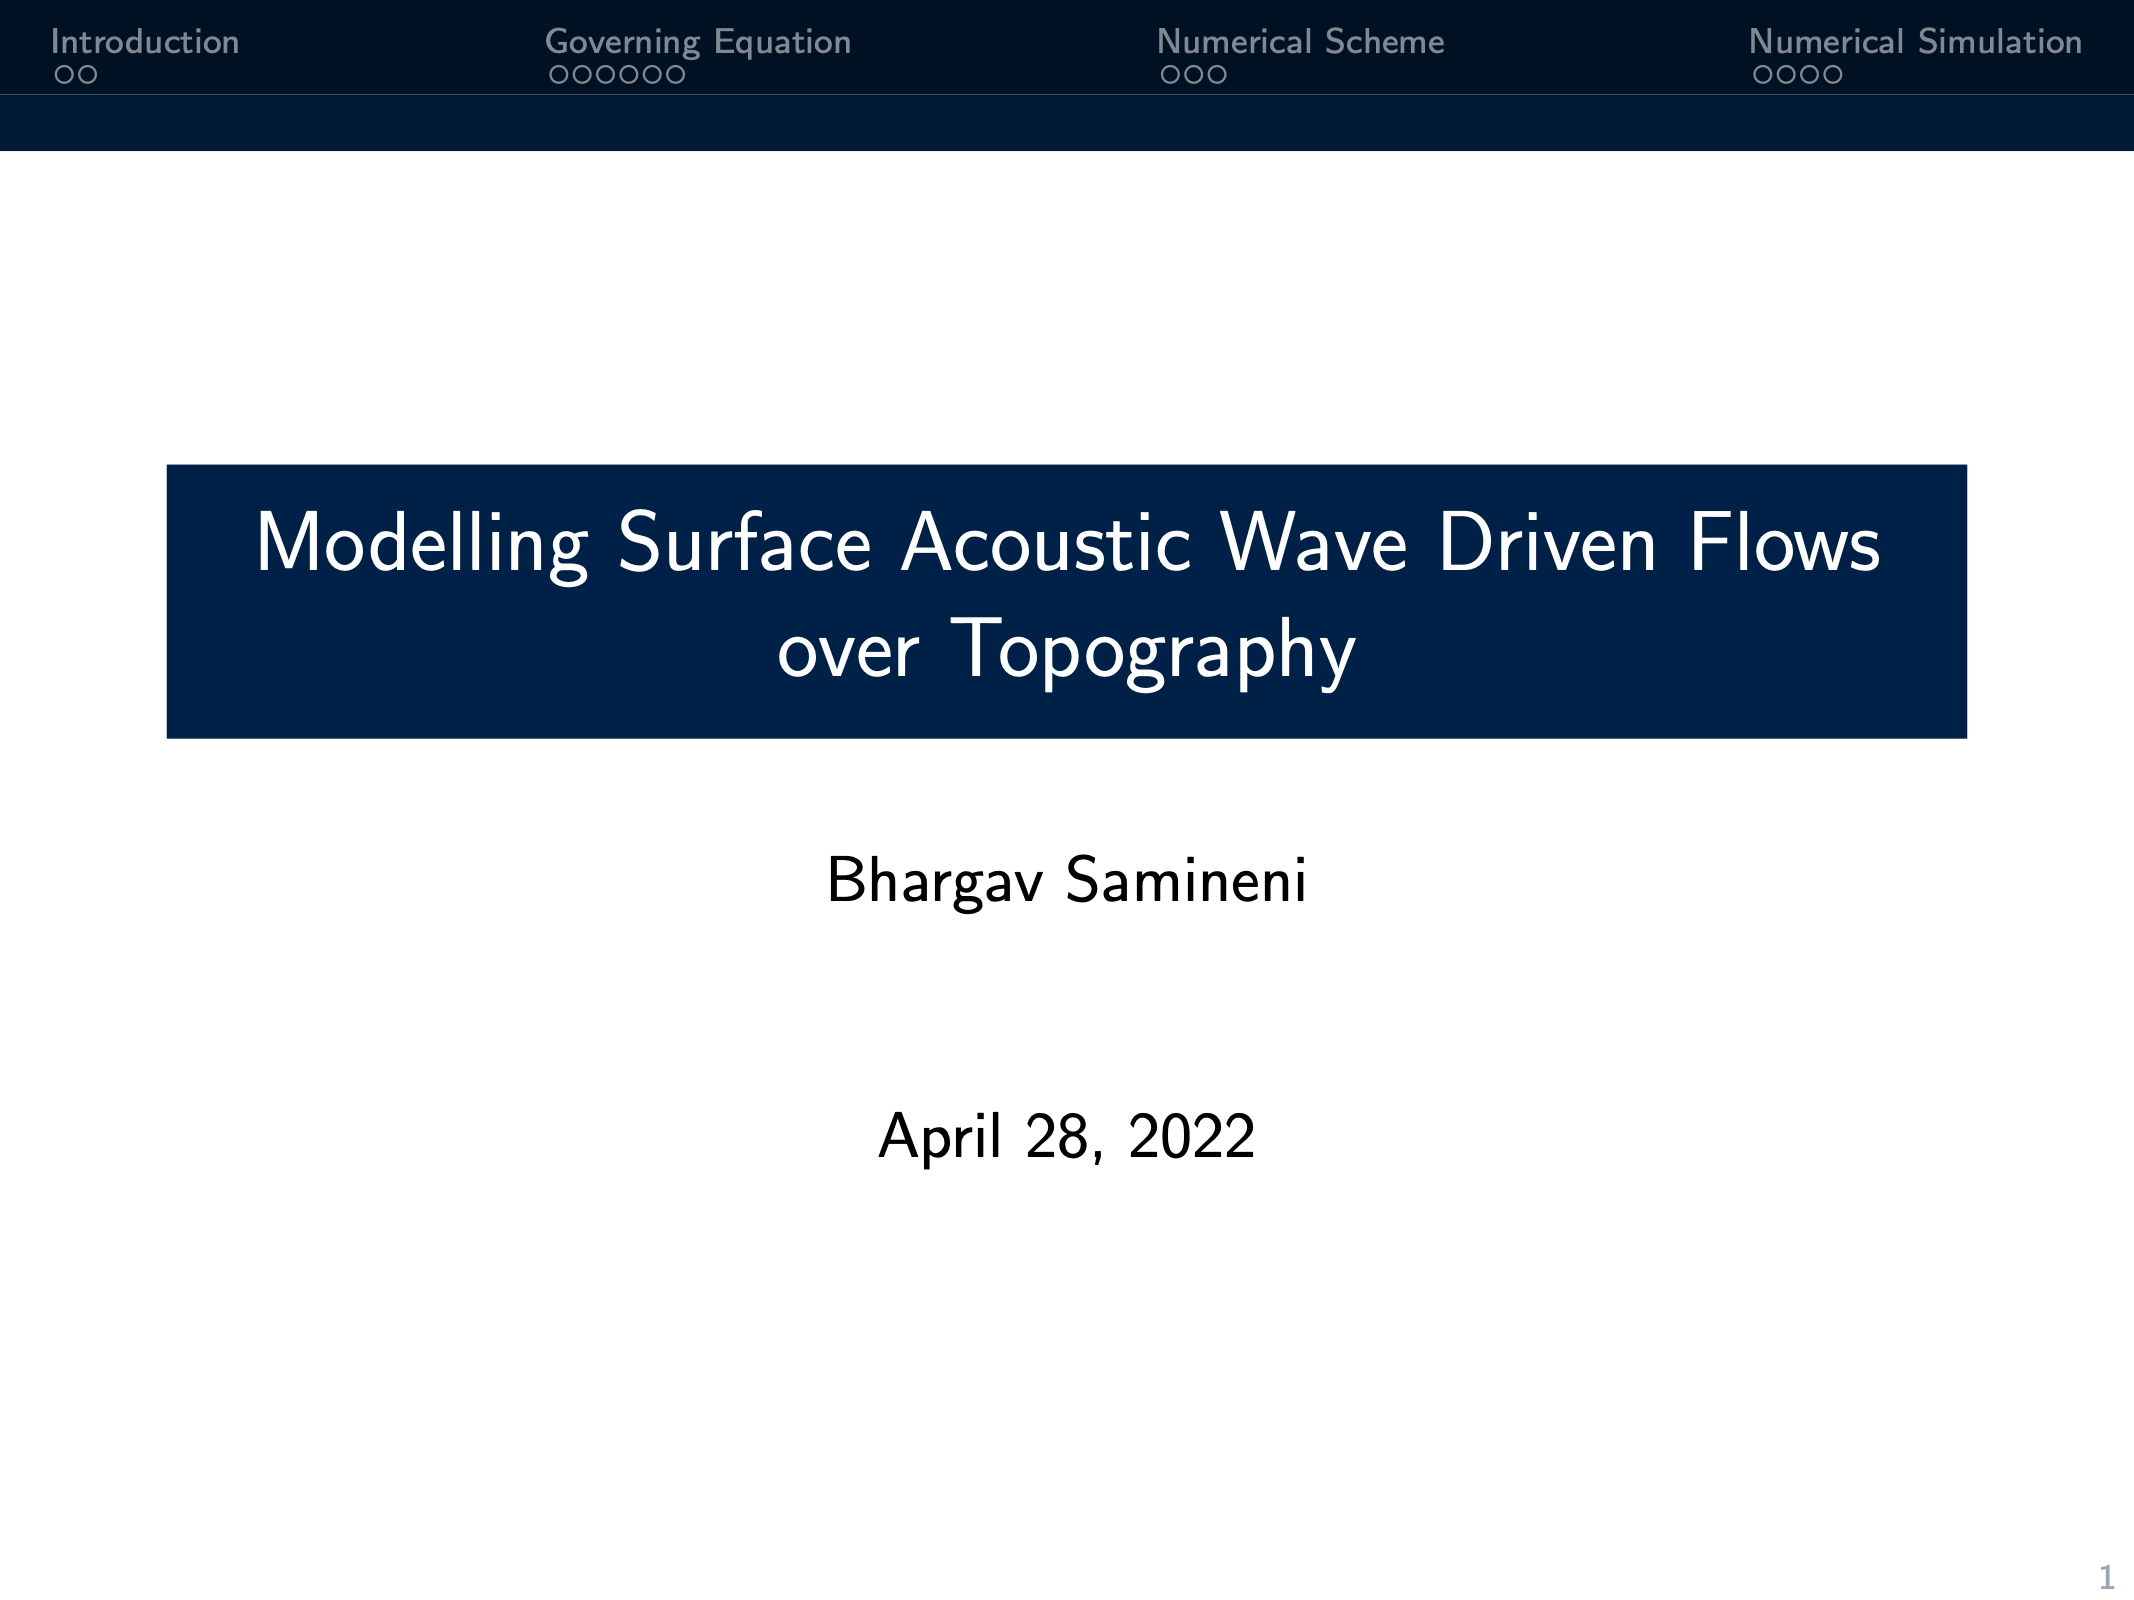 Introduction
Governing Equation
Numerical Scheme
Numerical Simulation
Modelling Surface Acoustic Wave Driven Flows
over Topography
Bhargav Samineni
April 28, 2022
1